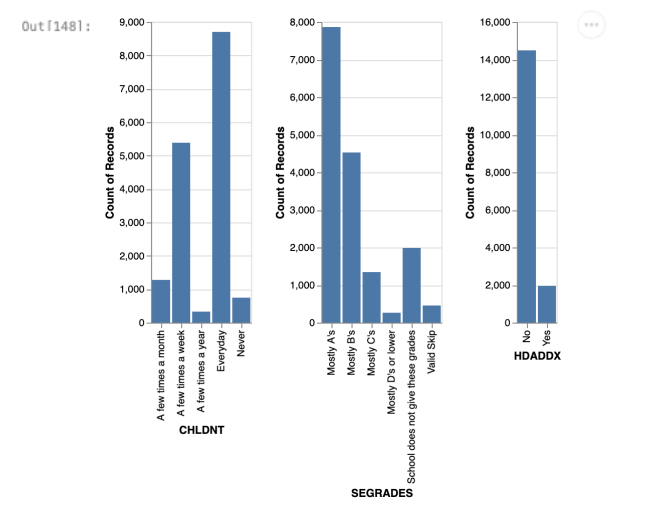 Out[148]:
9,000
8,000
7,000
6,000
5,000
4,000
3,000
2,000
1,000
0
Count of Records
A few times a month
A few times a week
A few times a year
Everyday
Never
CHLDNT
8,000
7,000
6,000
5,000
4,000
3,000
2,000
1,000
0
Count of Records
Mostly A's
Mostly B's
Mostly C's
Mostly D's or lower
School does not give these grades
Valid Skip
SEGRADES
16,000
14,000
12,000
10,000
8,000
6,000
4,000
2,000
0
Count of Records
No
Yes
HDADDX